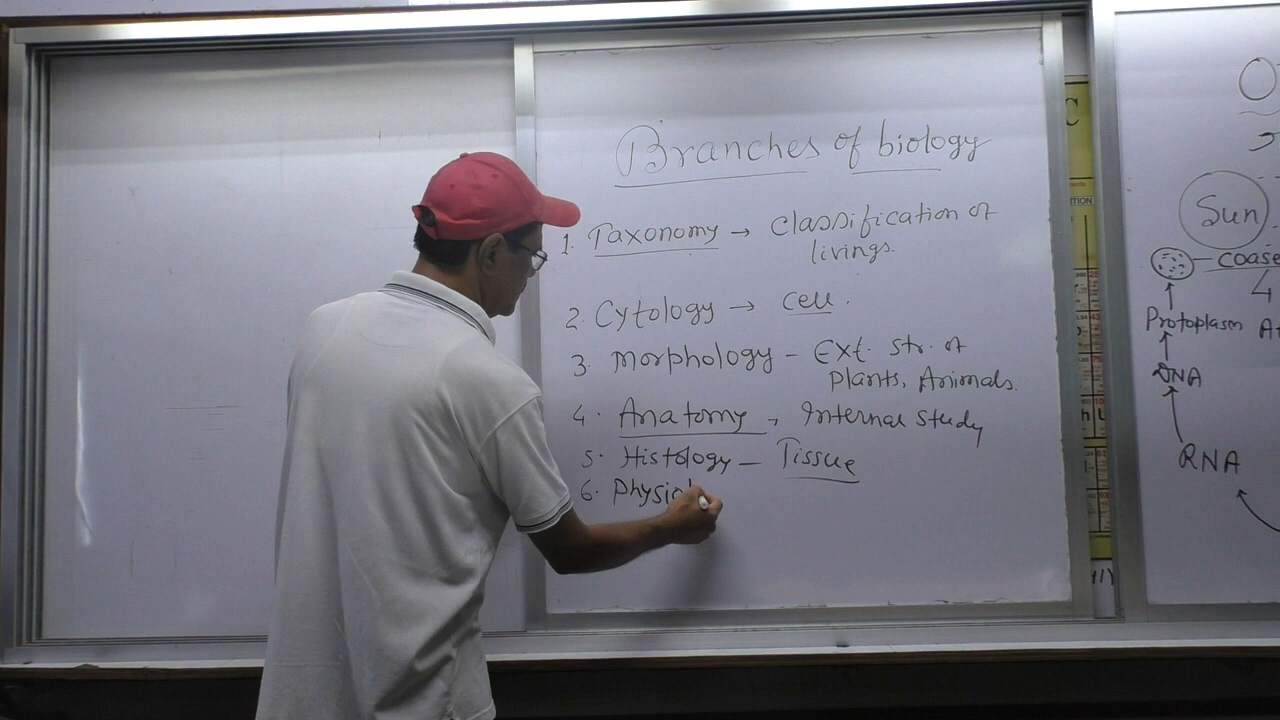 Branches of biology
1. Taxonomy → Classification of
livings.
2. Cytology → Cell.
3. Morphology - Ext. str. of
Plants, Animals.
4. Anatomy → Internal study
5. Histology - Tissue
6. Physiol
C
Sun
coase
4
Protoplasm
DNA
RNA